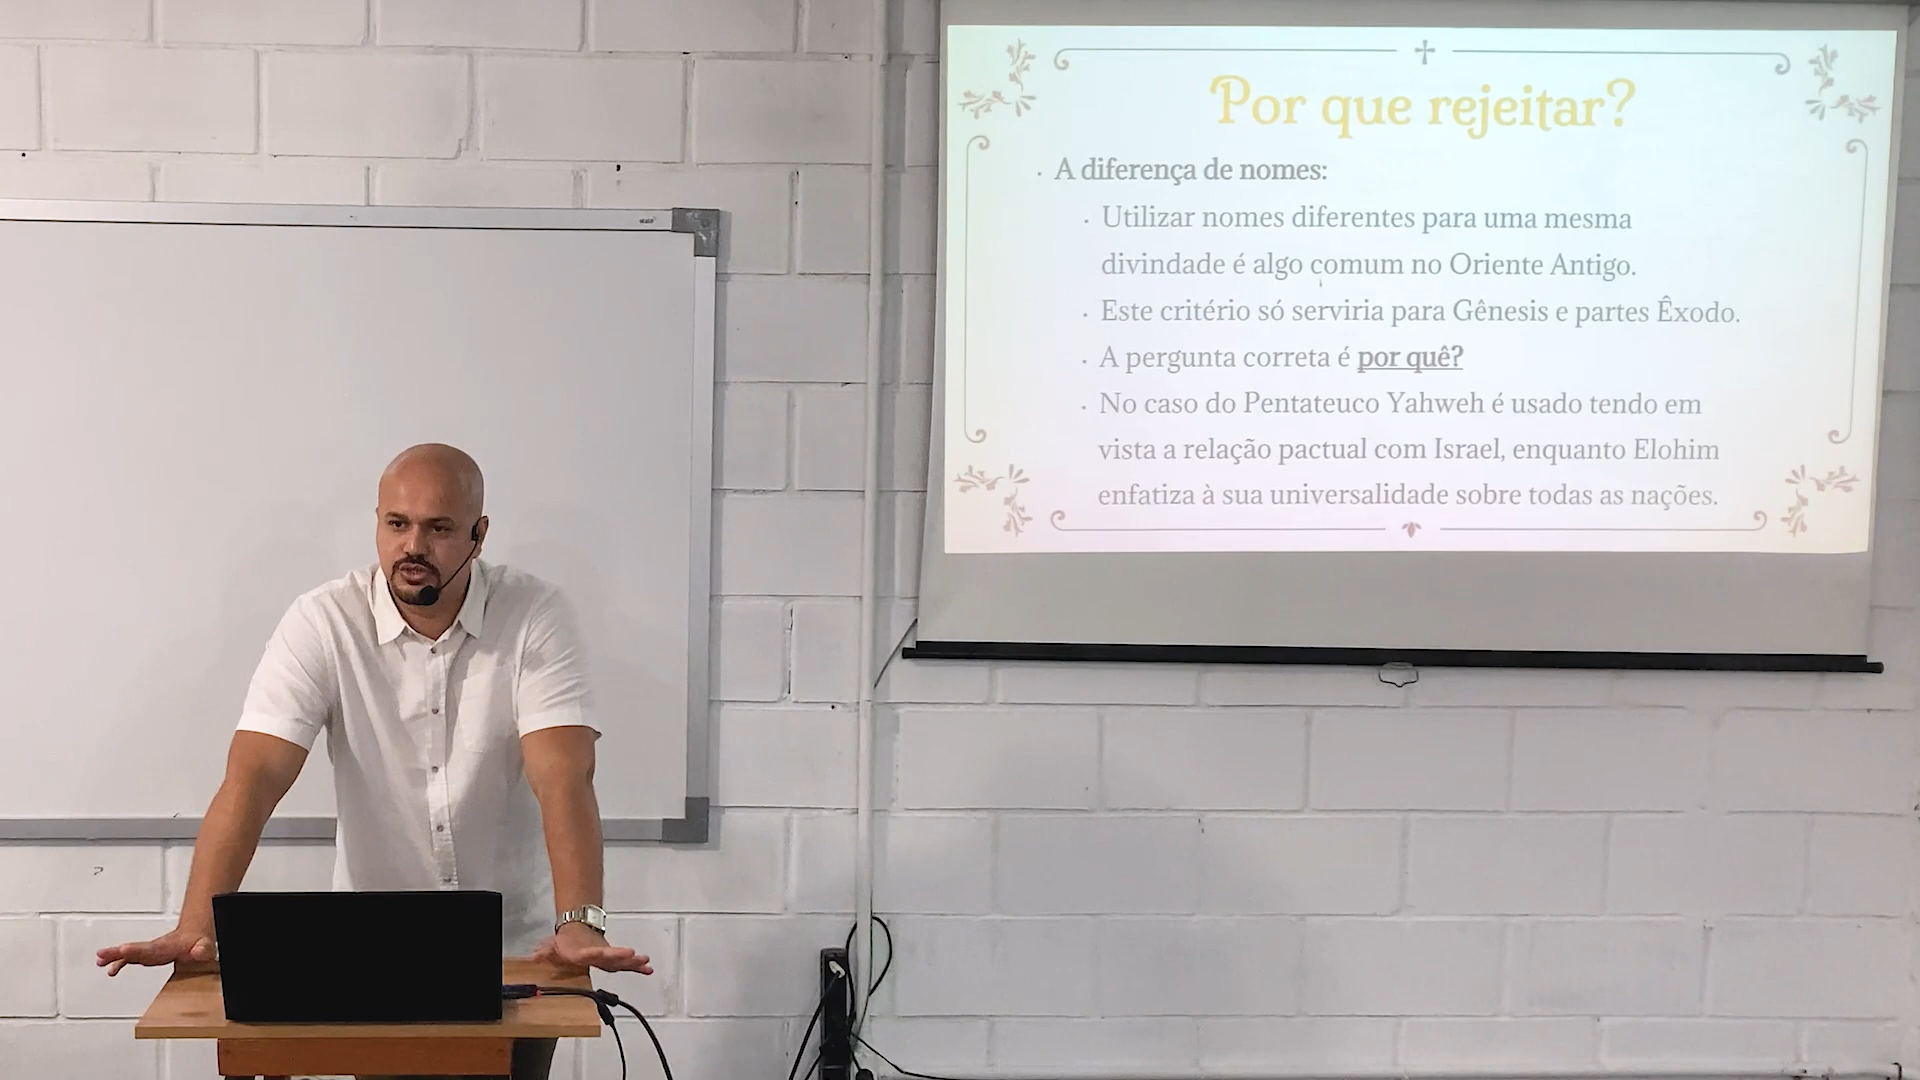 Por que rejeitar?
· A diferença de nomes:
· Utilizar nomes diferentes para uma mesma
divindade é algo comum no Oriente Antigo.
· Este critério só serviria para Gênesis e partes Êxodo.
· A pergunta correta é por quê?
· No caso do Pentateuco Yahweh é usado tendo em
vista a relação pactual com Israel, enquanto Elohim
enfatiza à sua universalidade sobre todas as nações.